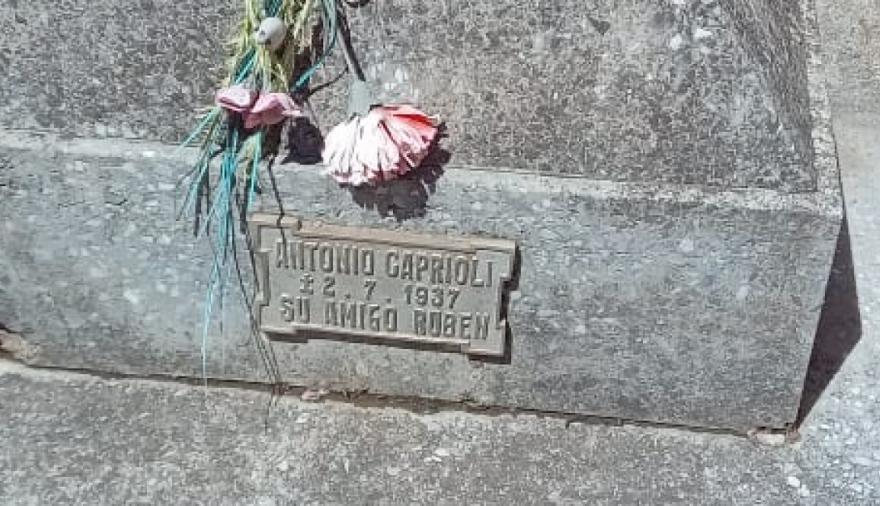 ANTONIO CAPRIOLI
± 2 . 7 . 1937
SU AMIGO RUBEN